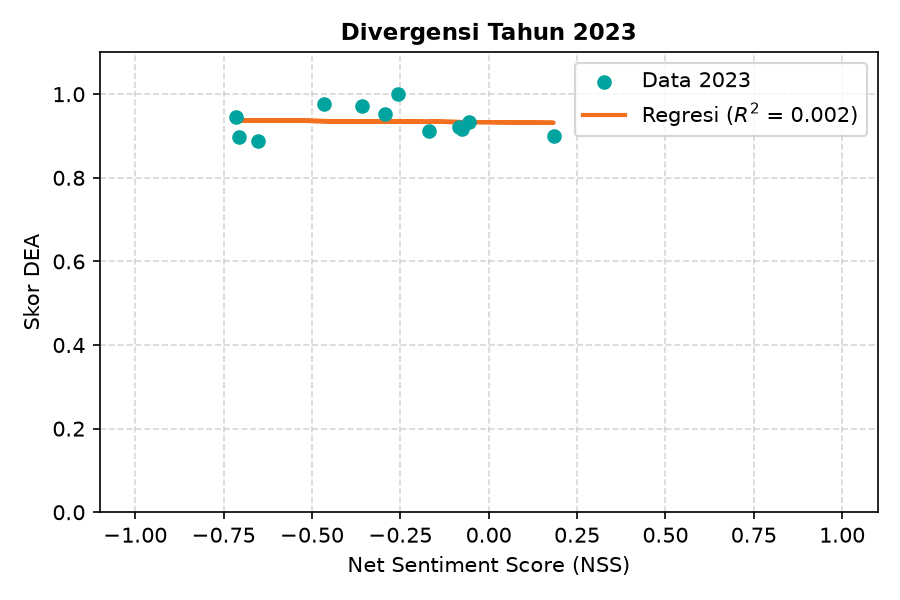 Divergensi Tahun 2023
Data 2023
Regresi (R² = 0.002)
1.0
0.8
0.6
0.4
0.2
0.0
Skor DEA
−1.00 −0.75 −0.50 −0.25 0.00 0.25 0.50 0.75 1.00
Net Sentiment Score (NSS)